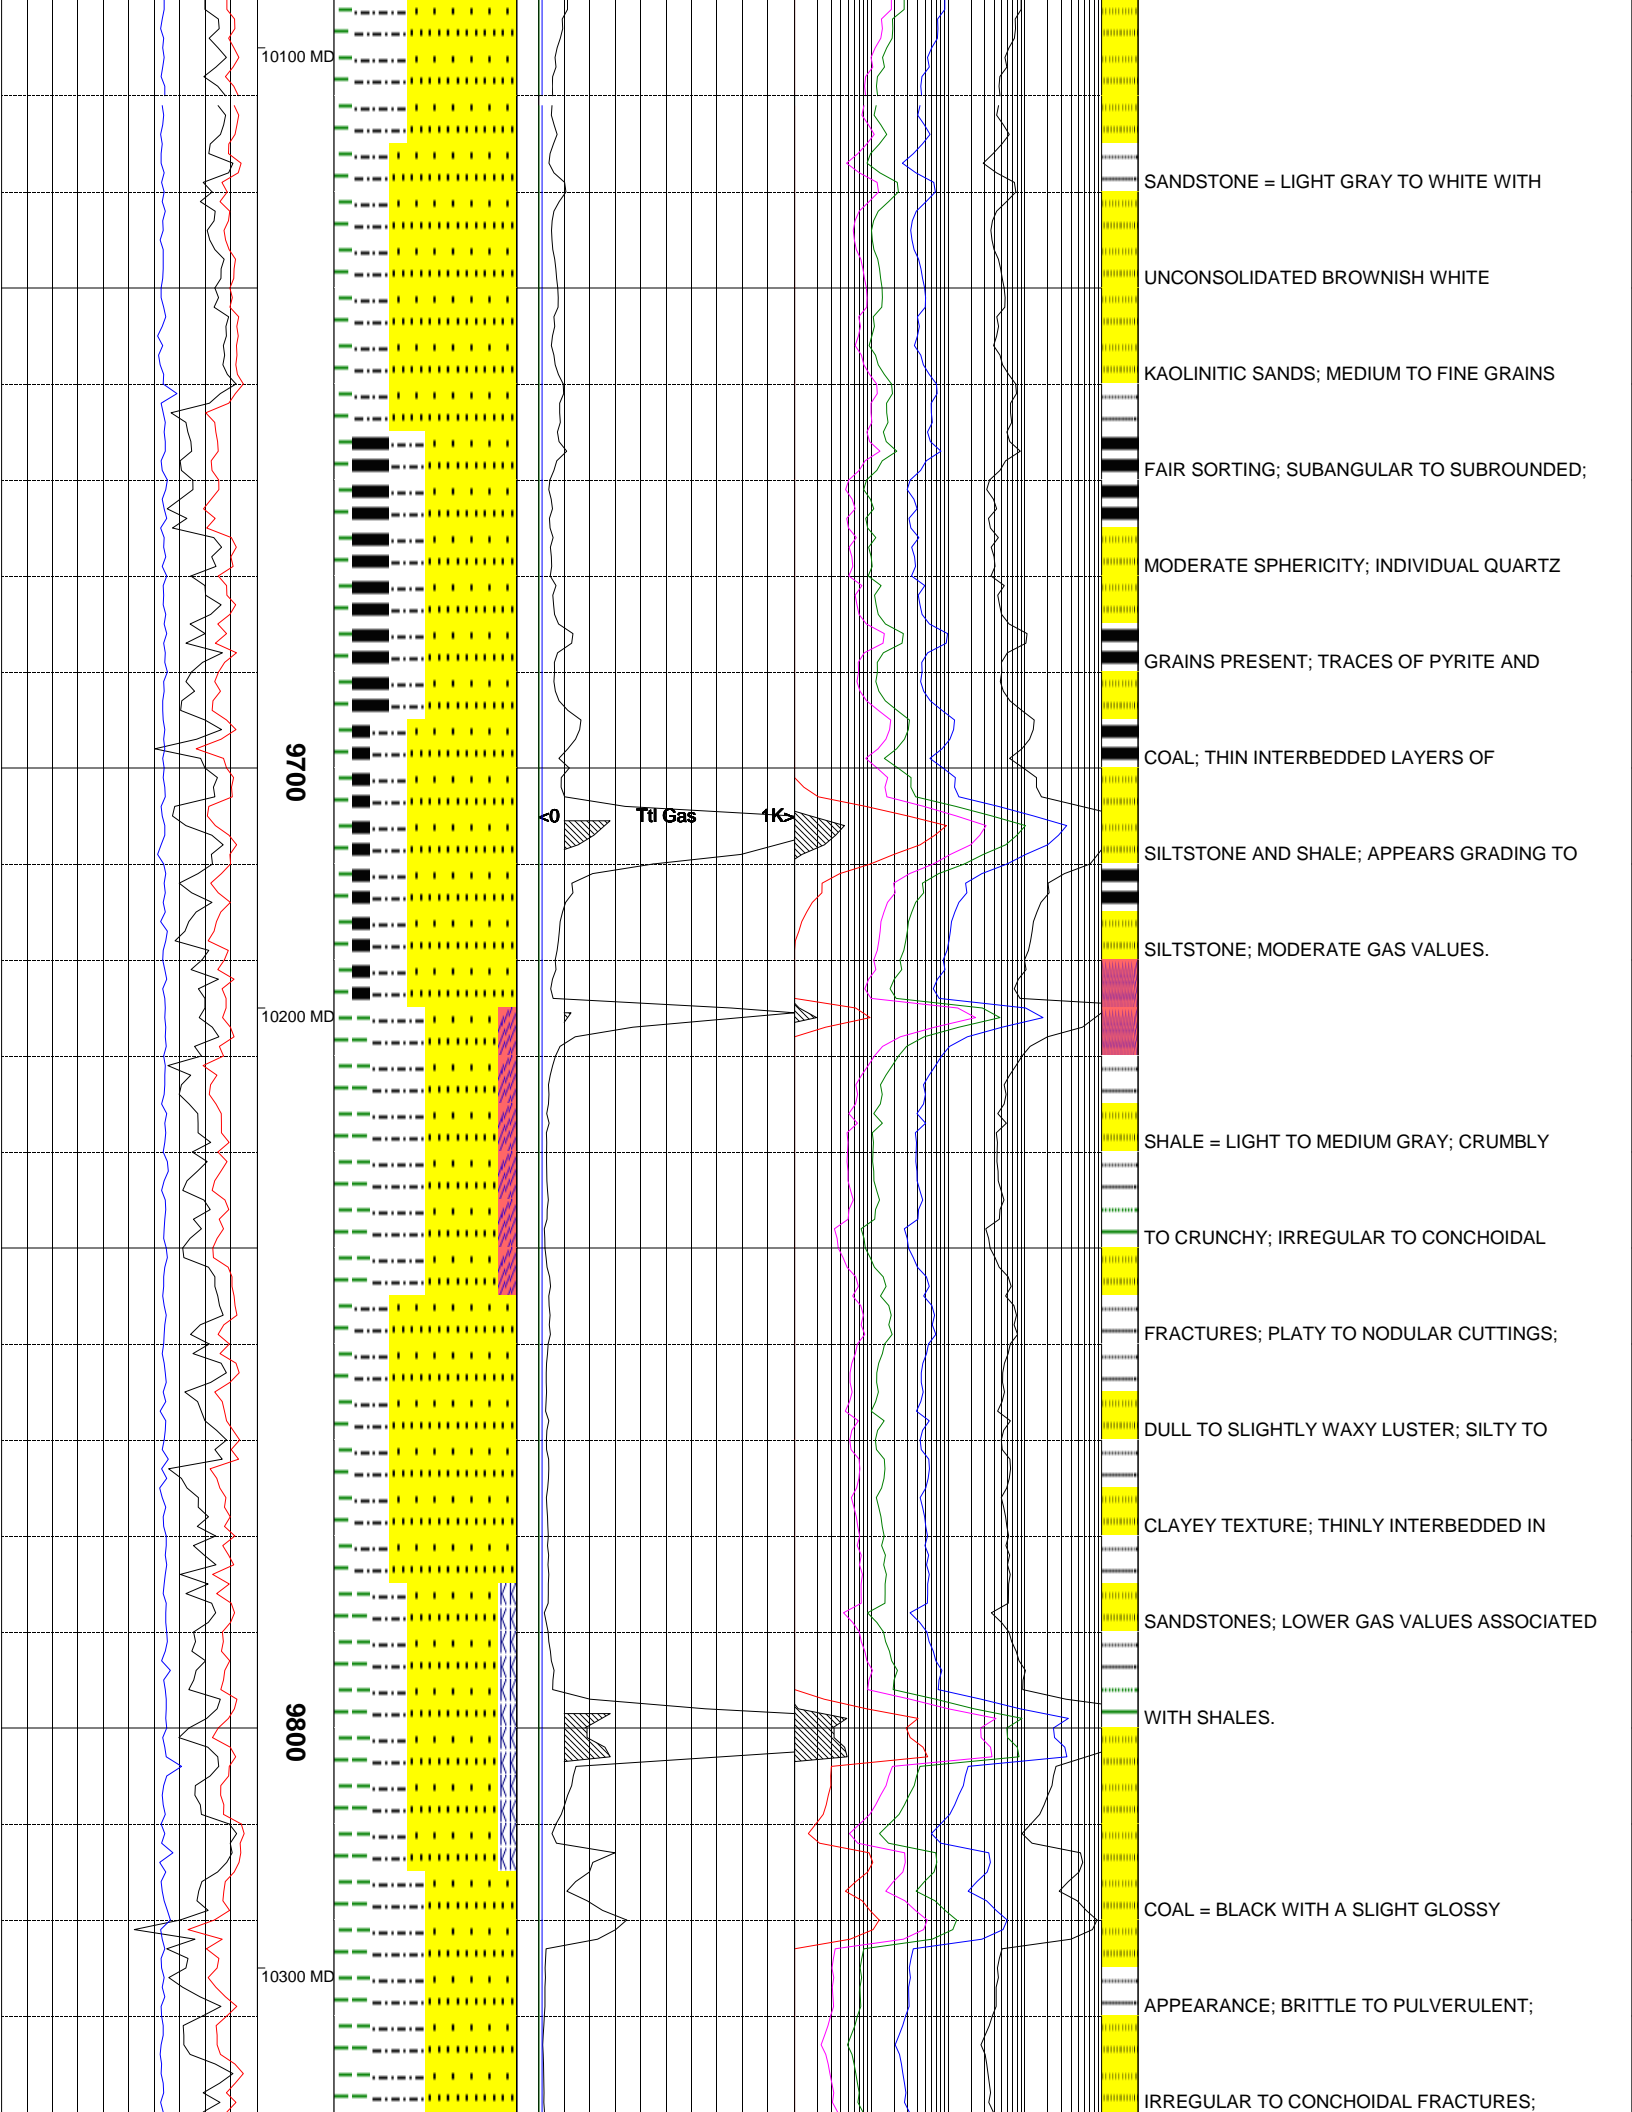 10100 MD
SANDSTONE = LIGHT GRAY TO WHITE WITH
UNCONSOLIDATED BROWNISH WHITE
KAOLINITIC SANDS; MEDIUM TO FINE GRAINS
FAIR SORTING; SUBANGULAR TO SUBROUNDED;
MODERATE SPHERICITY; INDIVIDUAL QUARTZ
GRAINS PRESENT; TRACES OF PYRITE AND
COAL; THIN INTERBEDDED LAYERS OF
9700
<0 Ttl Gas 1K>
SILTSTONE AND SHALE; APPEARS GRADING TO
SILTSTONE; MODERATE GAS VALUES.
10200 MD
SHALE = LIGHT TO MEDIUM GRAY; CRUMBLY
TO CRUNCHY; IRREGULAR TO CONCHOIDAL
FRACTURES; PLATY TO NODULAR CUTTINGS;
DULL TO SLIGHTLY WAXY LUSTER; SILTY TO
CLAYEY TEXTURE; THINLY INTERBEDDED IN
SANDSTONES; LOWER GAS VALUES ASSOCIATED
WITH SHALES.
9800
COAL = BLACK WITH A SLIGHT GLOSSY
10300 MD
APPEARANCE; BRITTLE TO PULVERULENT;
IRREGULAR TO CONCHOIDAL FRACTURES;